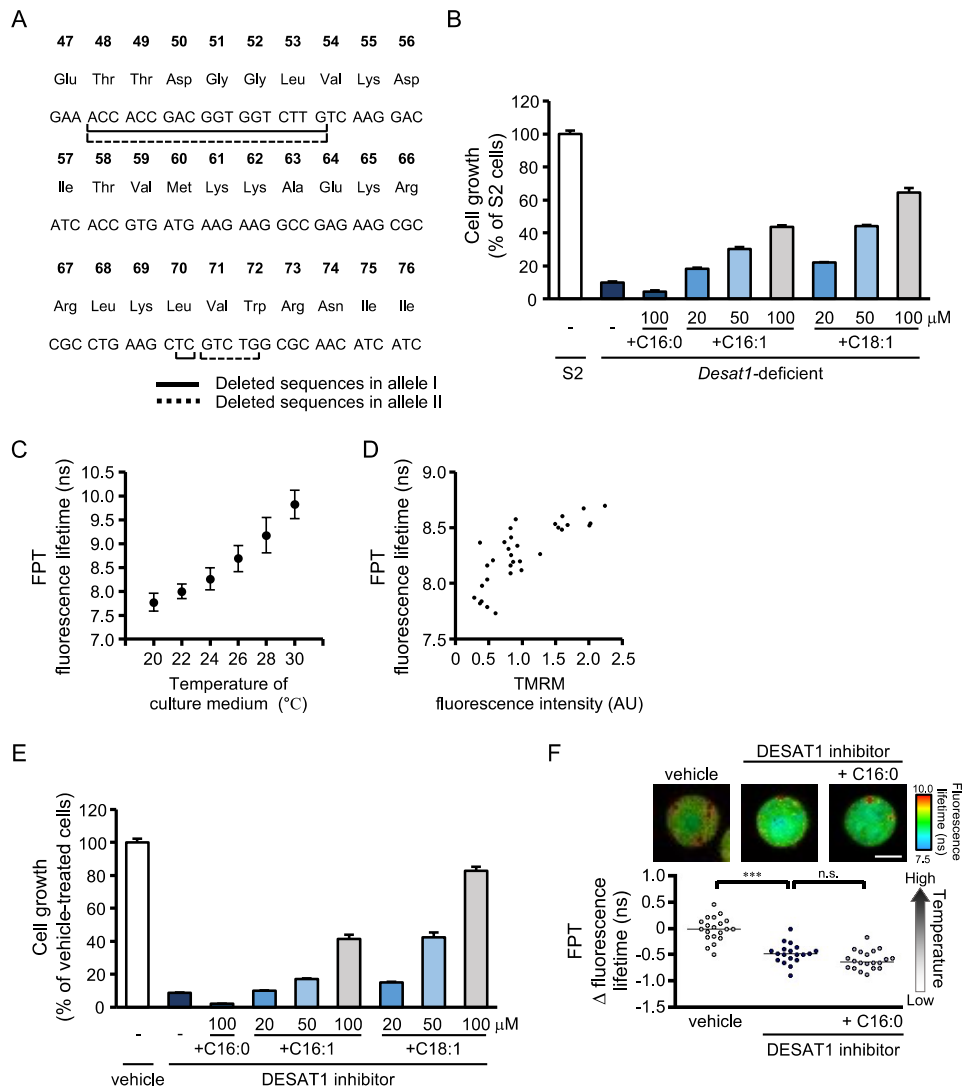 A
47 48 49 50 51 52 53 54 55 56
Glu Thr Thr Asp Gly Gly Leu Val Lys Asp
GAA ACC ACC GAC GGT GGT CTT GTC AAG GAC
57 58 59 60 61 62 63 64 65 66
Ile Thr Val Met Lys Lys Ala Glu Lys Arg
ATC ACC GTG ATG AAG AAG GCC GAG AAG CGC
67 68 69 70 71 72 73 74 75 76
Arg Leu Lys Leu Val Trp Arg Asn Ile Ile
CGC CTG AAG CTC GTC TGG CGC AAC ATC ATC
Deleted sequences in allele I
Deleted sequences in allele II
B
Cell growth
(% of S2 cells)
120
100
80
60
40
20
0
- - 100 20 50 100 20 50 100 μM
+C16:0 +C16:1 +C18:1
S2 Desat1-deficient
C
FPT
fluorescence lifetime (ns)
10.5
10.0
9.5
9.0
8.5
8.0
7.5
7.0
20 22 24 26 28 30
Temperature of
culture medium (°C)
D
FPT
fluorescence lifetime (ns)
9.0
8.5
8.0
7.5
0 0.5 1.0 1.5 2.0 2.5
TMRM
fluorescence intensity (AU)
E
Cell growth
(% of vehicle-treated cells)
120
100
80
60
40
20
0
- - 100 20 50 100 20 50 100 μM
+C16:0 +C16:1 +C18:1
vehicle DESAT1 inhibitor
F
DESAT1 inhibitor
vehicle + C16:0
10.0
7.5
Fluorescence
lifetime (ns)
FPT
Δ fluorescence
lifetime (ns)
1.0
0.5
0
-0.5
-1.0
-1.5
*** n.s.
High
Temperature
Low
vehicle + C16:0
DESAT1 inhibitor